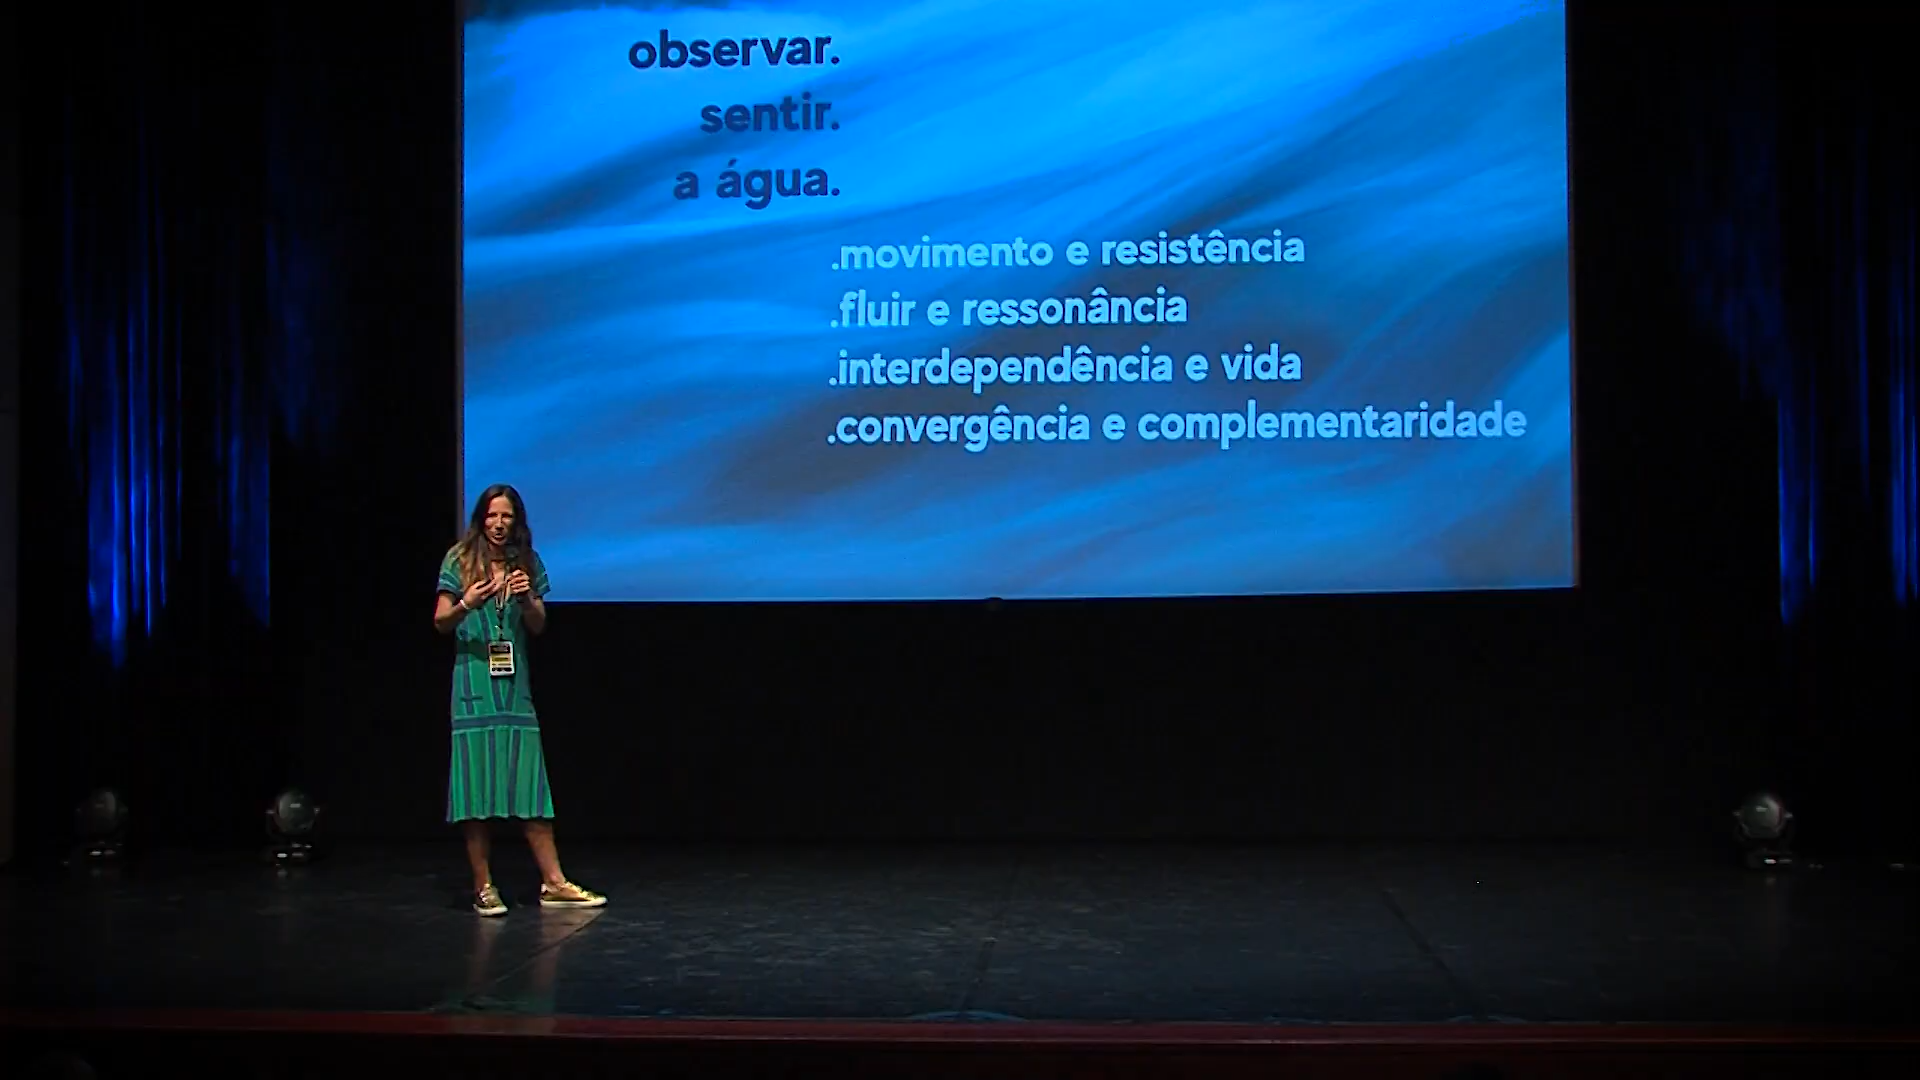 observar.
sentir.
a água.
.movimento e resistência
.fluir e ressonância
.interdependência e vida
.convergência e complementaridade